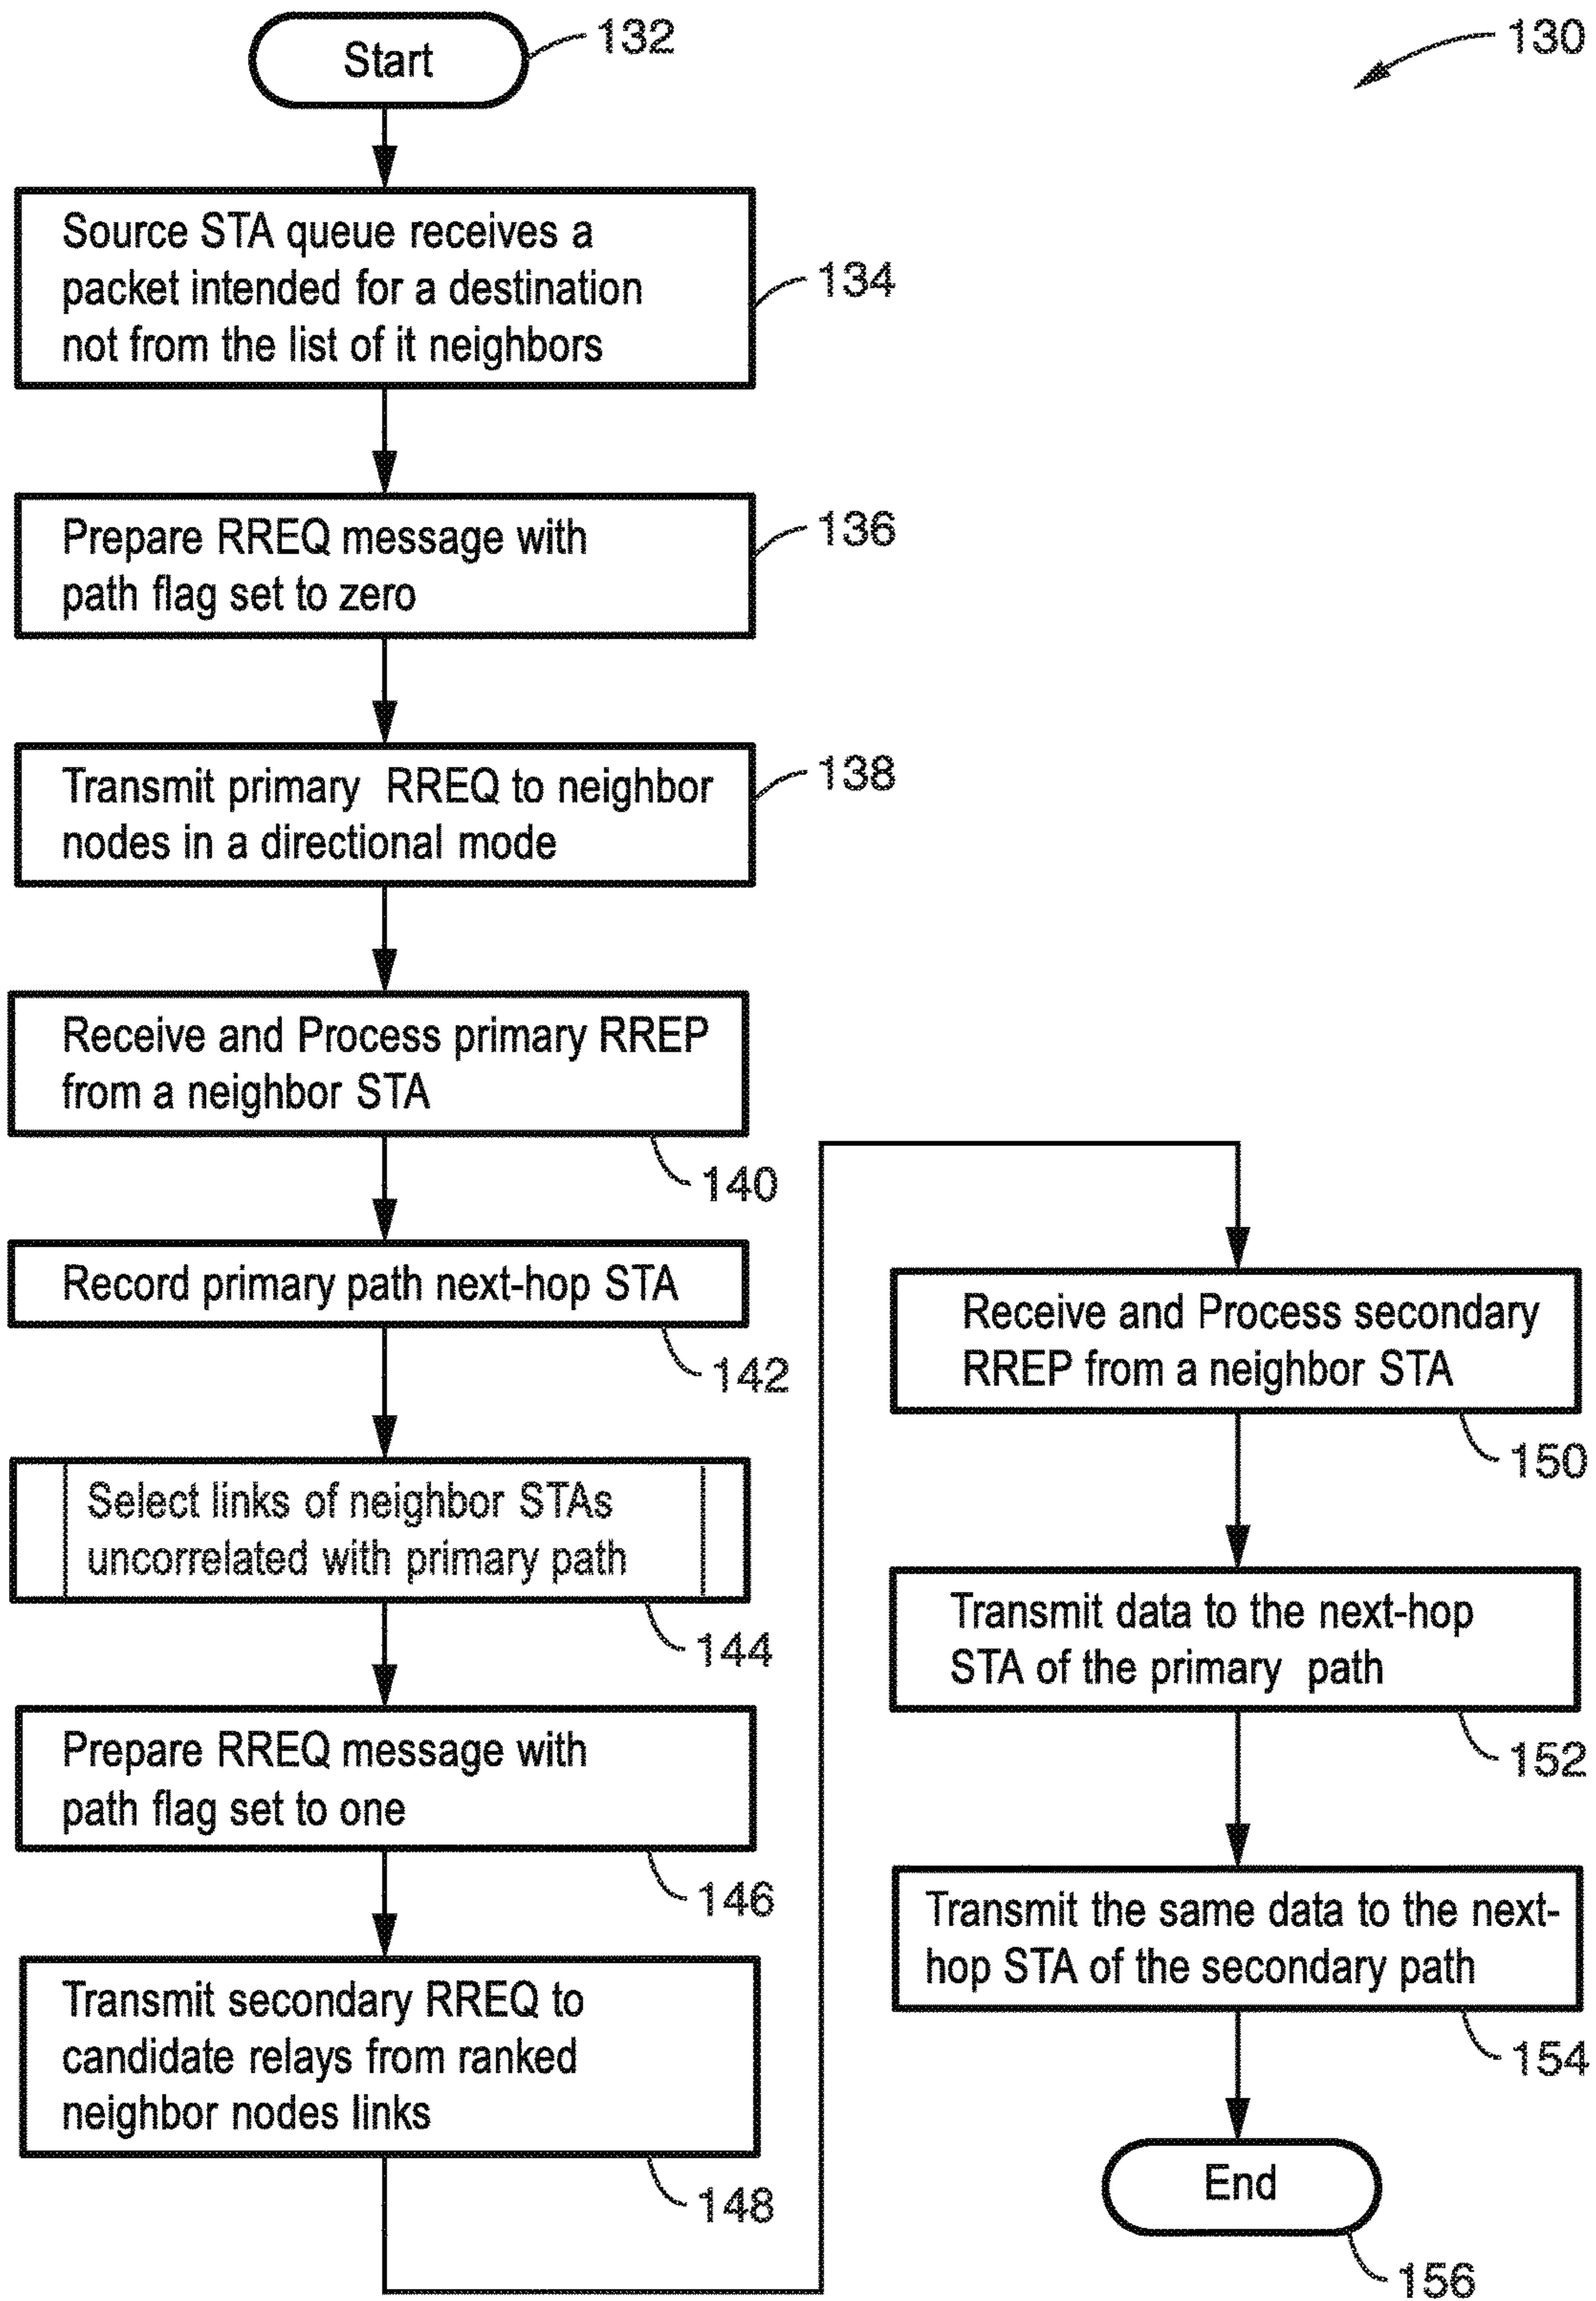 Start
132
130
Source STA queue receives a
packet intended for a destination
not from the list of it neighbors
134
Prepare RREQ message with
path flag set to zero
136
Transmit primary RREQ to neighbor
nodes in a directional mode
138
Receive and Process primary RREP
from a neighbor STA
140
Record primary path next-hop STA
142
Select links of neighbor STAs
uncorrelated with primary path
144
Prepare RREQ message with
path flag set to one
146
Transmit secondary RREQ to
candidate relays from ranked
neighbor nodes links
148
Receive and Process secondary
RREP from a neighbor STA
150
Transmit data to the next-hop
STA of the primary path
152
Transmit the same data to the next-
hop STA of the secondary path
154
End
156